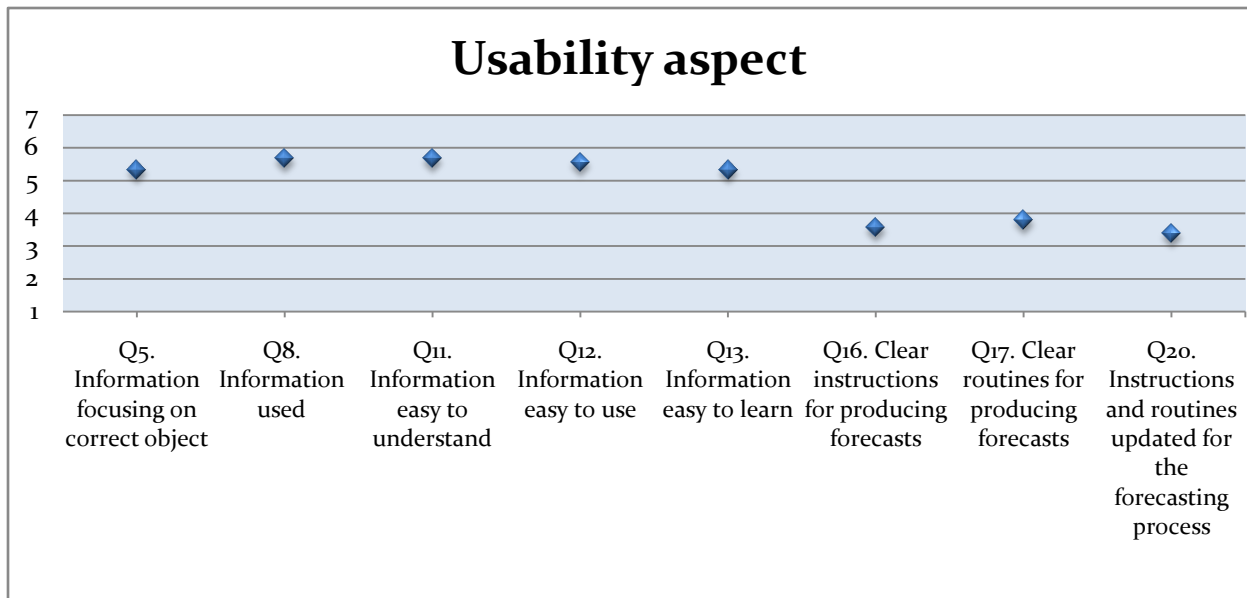 Usability aspect
7
6
5
4
3
2
1
Q5.
Information
focusing on
correct object
Q8.
Information
used
Q11.
Information
easy to
understand
Q12.
Information
easy to use
Q13.
Information
easy to learn
Q16. Clear
instructions
for producing
forecasts
Q17. Clear
routines for
producing
forecasts
Q20.
Instructions
and routines
updated for
the
forecasting
process